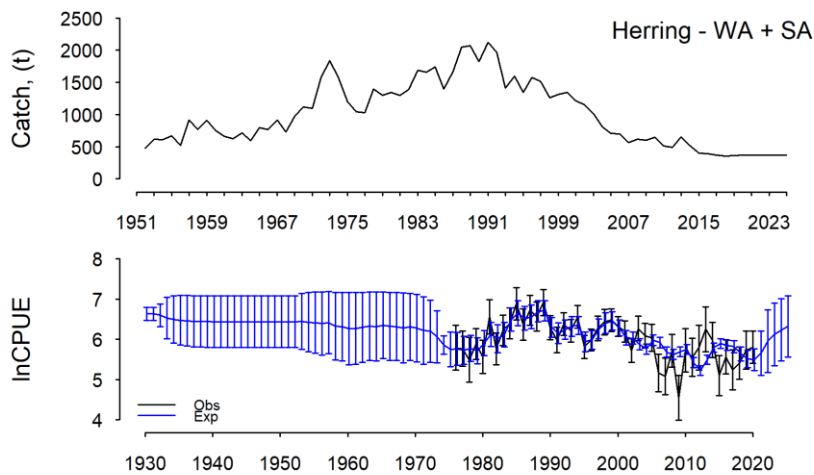 Herring - WA + SA
Catch, (t)
2500
2000
1500
1000
500
0
1951 1959 1967 1975 1983 1991 1999 2007 2015 2023
lnCPUE
8
7
6
5
4
Obs
Exp
1930 1940 1950 1960 1970 1980 1990 2000 2010 2020